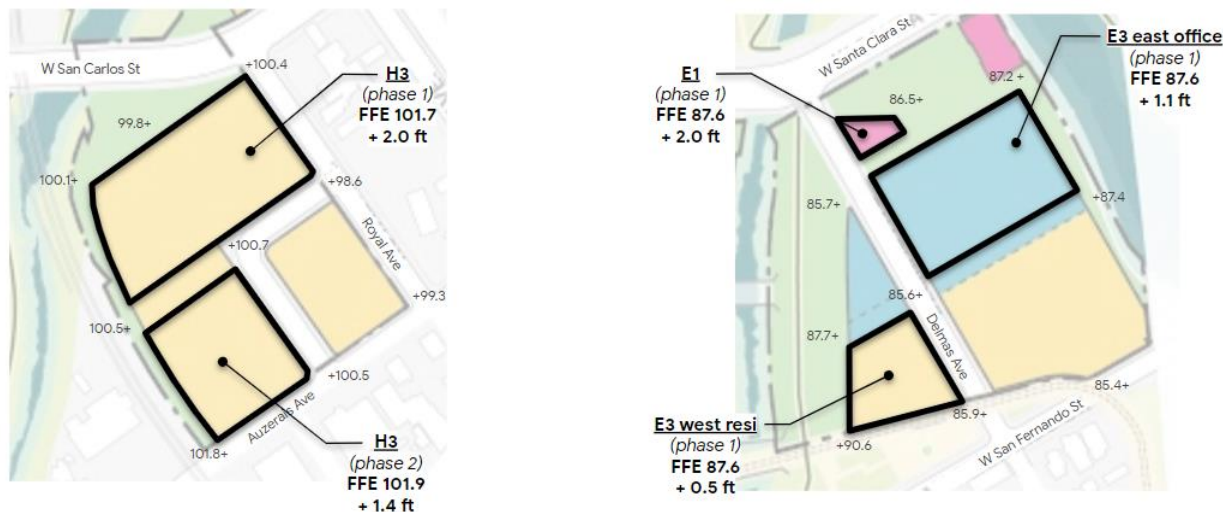 W San Carlos St
+100.4
H3
(phase 1)
FFE 101.7
+ 2.0 ft
99.8+
100.1+
+98.6
Royal Ave
+100.7
+99.3
100.5+
+100.5
Auzerais Ave
101.8+
H3
(phase 2)
FFE 101.9
+ 1.4 ft
W Santa Clara St
E3 east office
(phase 1)
FFE 87.6
+ 1.1 ft
E1
(phase 1)
FFE 87.6
+ 2.0 ft
87.2 +
86.5+
85.7+
+87.4
85.6+
Delmas Ave
87.7+
85.4+
85.9+
E3 west resi
(phase 1)
FFE 87.6
+ 0.5 ft
+90.6
W San Fernando St